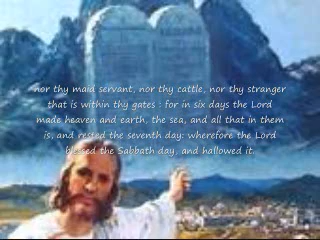 nor thy maid servant, nor thy cattle, nor thy stranger
that is within thy gates : for in six days the Lord
made heaven and earth, the sea, and all that in them
is, and rested the seventh day: wherefore the Lord
blessed the Sabbath day, and hallowed it.